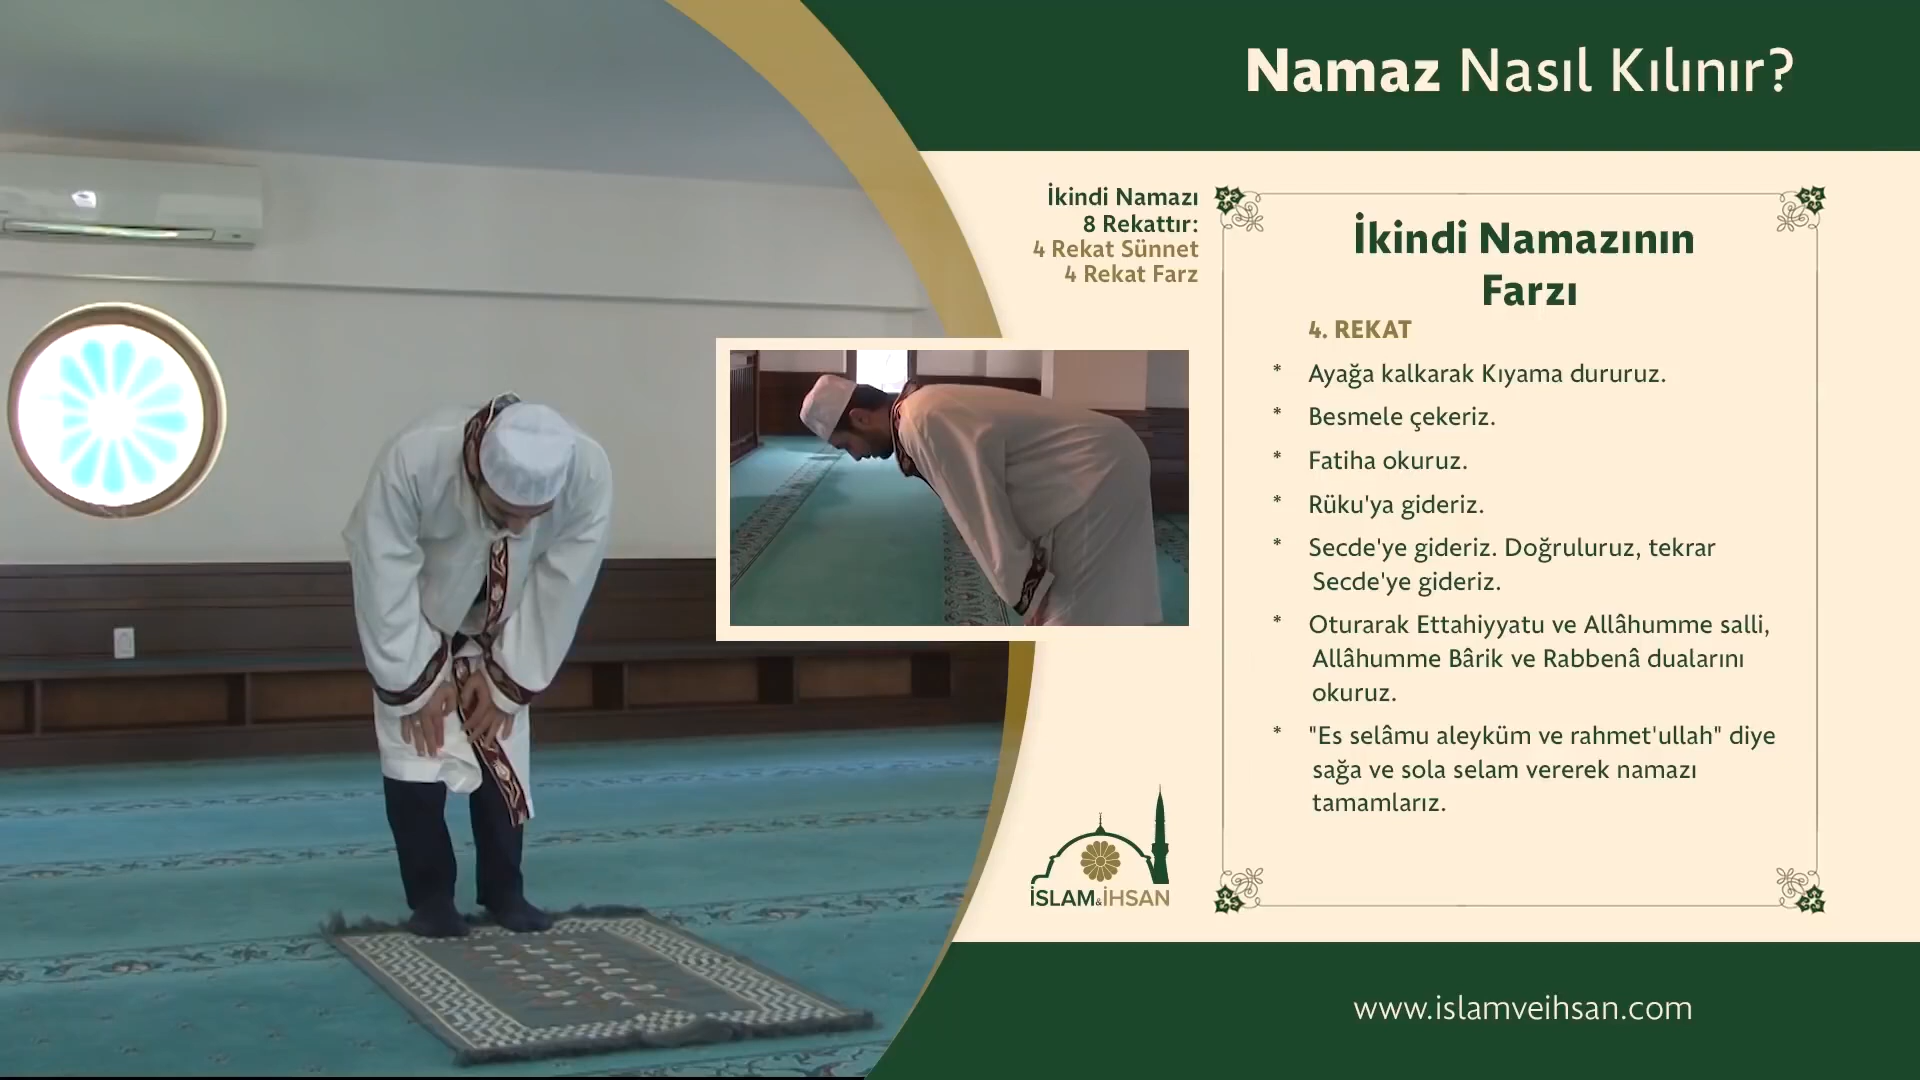 Namaz Nasıl Kılınır?
İkindi Namazı
8 Rekattır:
4 Rekat Sünnet
4 Rekat Farz
İkindi Namazının
Farzı
4. REKAT
* Ayağa kalkarak Kıyama dururuz.
* Besmele çekeriz.
* Fatiha okuruz.
* Rüku'ya gideriz.
* Secde'ye gideriz. Doğruluruz, tekrar
Secde'ye gideriz.
* Oturarak Ettahiyyatu ve Allâhumme salli,
Allâhumme Bârik ve Rabbenâ dualarını
okuruz.
* "Es selâmu aleyküm ve rahmet'ullah" diye
sağa ve sola selam vererek namazı
tamamlarız.
İSLAM&İHSAN
www.islamveihsan.com